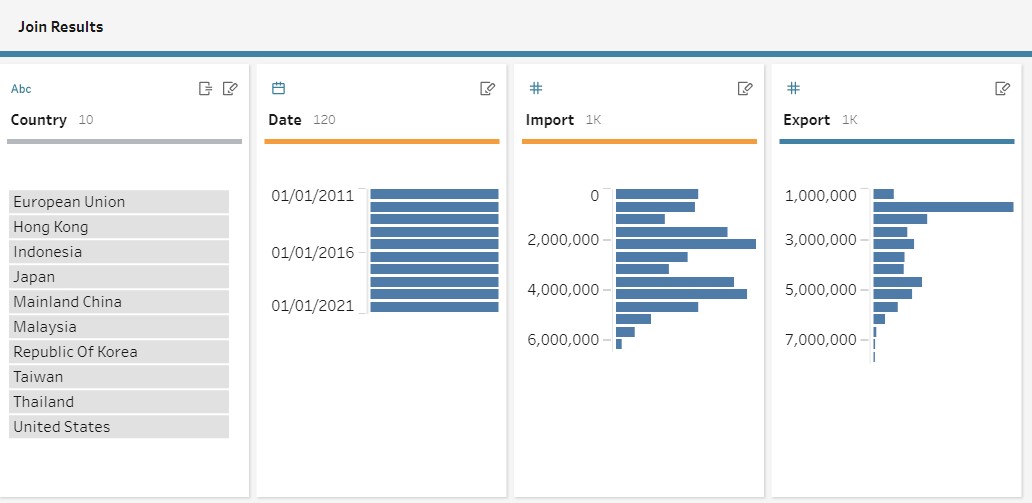 Join Results
Abc
Country 10
European Union
Hong Kong
Indonesia
Japan
Mainland China
Malaysia
Republic Of Korea
Taiwan
Thailand
United States
Date 120
01/01/2011
01/01/2016
01/01/2021
#
Import 1K
0
2,000,000
4,000,000
6,000,000
#
Export 1K
1,000,000
3,000,000
5,000,000
7,000,000